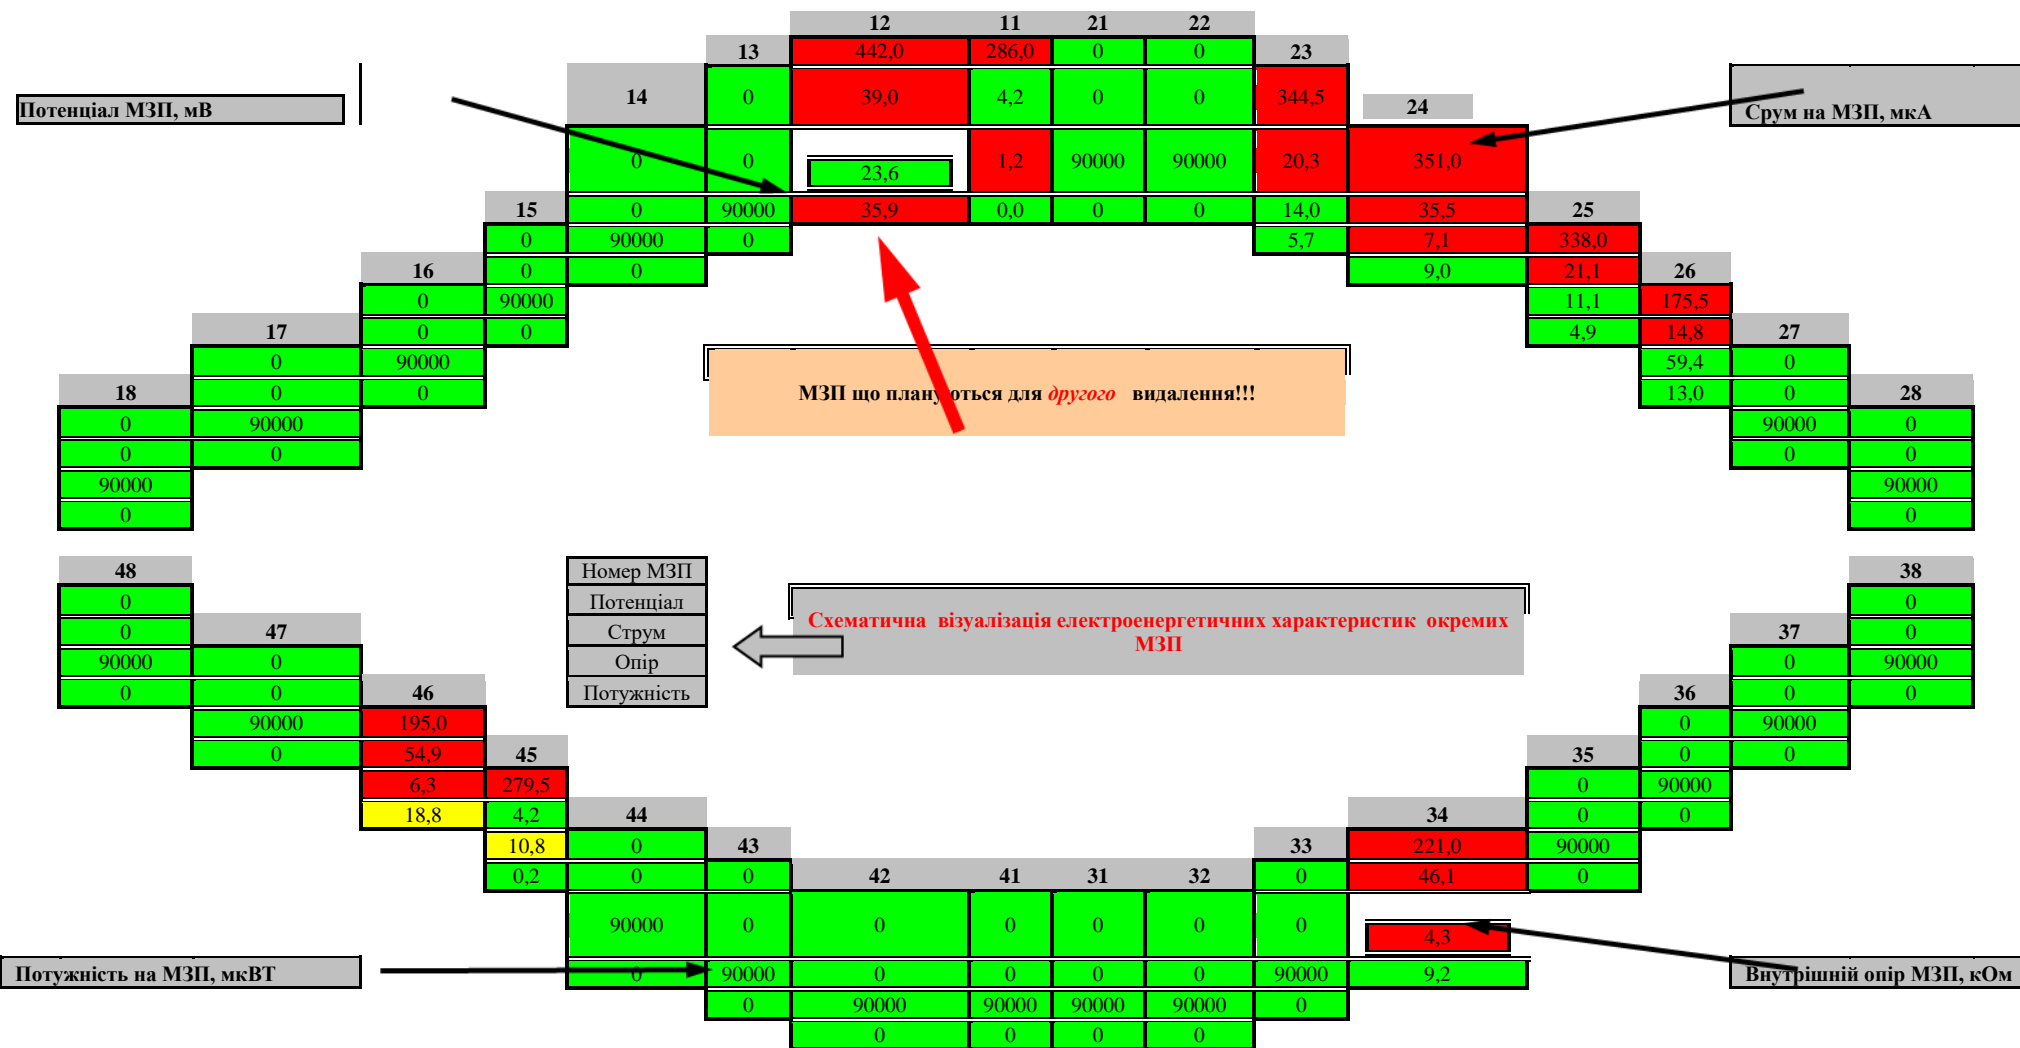 12 11 21 22
13 442,0 286,0 0 0 23
14 0 39,0 4,2 0 0 344,5 24
Потенціал МЗП, мВ
Срум на МЗП, мкА
0 0 23,6 1,2 90000 90000 20,3 351,0
15 0 90000 35,9 0,0 0 0 14,0 35,5 25
0 90000 0 5,7 7,1 338,0
16 0 0 9,0 21,1 26
0 90000 11,1 175,5
17 0 0 4,9 14,8 27
0 90000 59,4 0
18 0 0 МЗП що плануються для другого видалення!!! 13,0 0 28
0 90000 90000 0
0 0 0 0
90000 90000
0 0
48 Номер МЗП 38
0 Потенціал 0
Схематична візуалізація електроенергетичних характеристик окремих
МЗП
0 47 Струм 37 0
90000 0 Опір 0 90000
0 0 46 Потужність 36 0 0
90000 195,0 0 90000
0 54,9 45 35 0 0
6,3 279,5 0 90000
18,8 4,2 44 34 0 0
10,8 0 43 33 221,0 90000
0,2 0 0 42 41 31 32 0 46,1 0
90000 0 0 0 0 0 0 4,3
Потужність на МЗП, мкВТ 0 90000 0 0 0 0 90000 9,2 Внутрішній опір МЗП, кОм
0 90000 90000 90000 90000 0
0 0 0 0